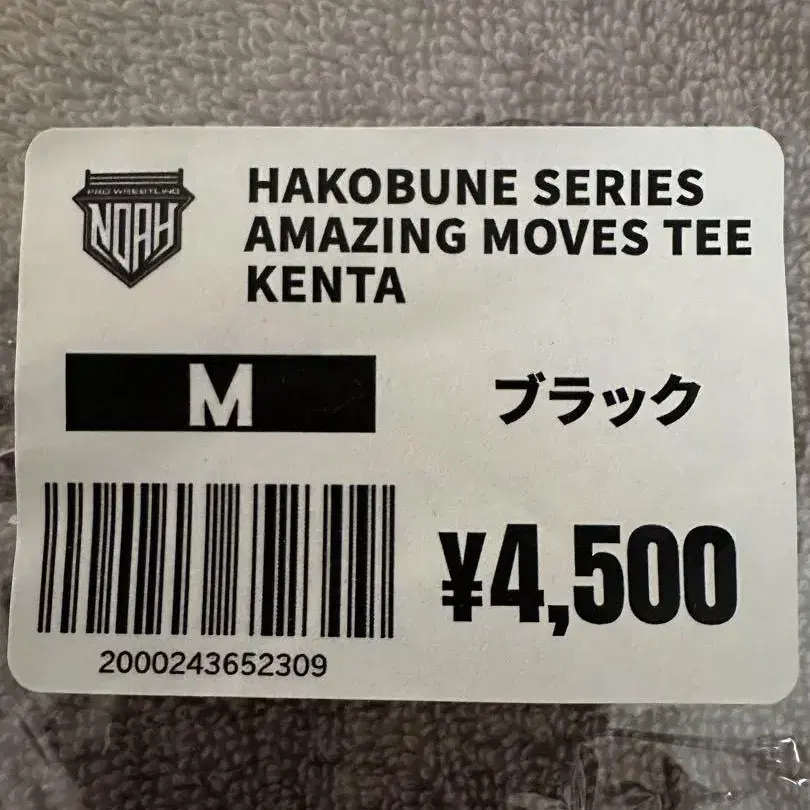 PRO WRESTLING
NOAH
HAKOBUNE SERIES
AMAZING MOVES TEE
KENTA
M
ブラック
¥4,500
2000243652309